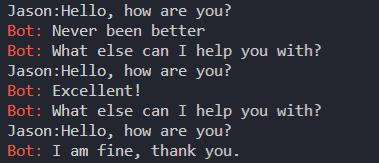 Jason:Hello, how are you?
Bot: Never been better
Bot: What else can I help you with?
Jason:Hello, how are you?
Bot: Excellent!
Bot: What else can I help you with?
Jason:Hello, how are you?
Bot: I am fine, thank you.